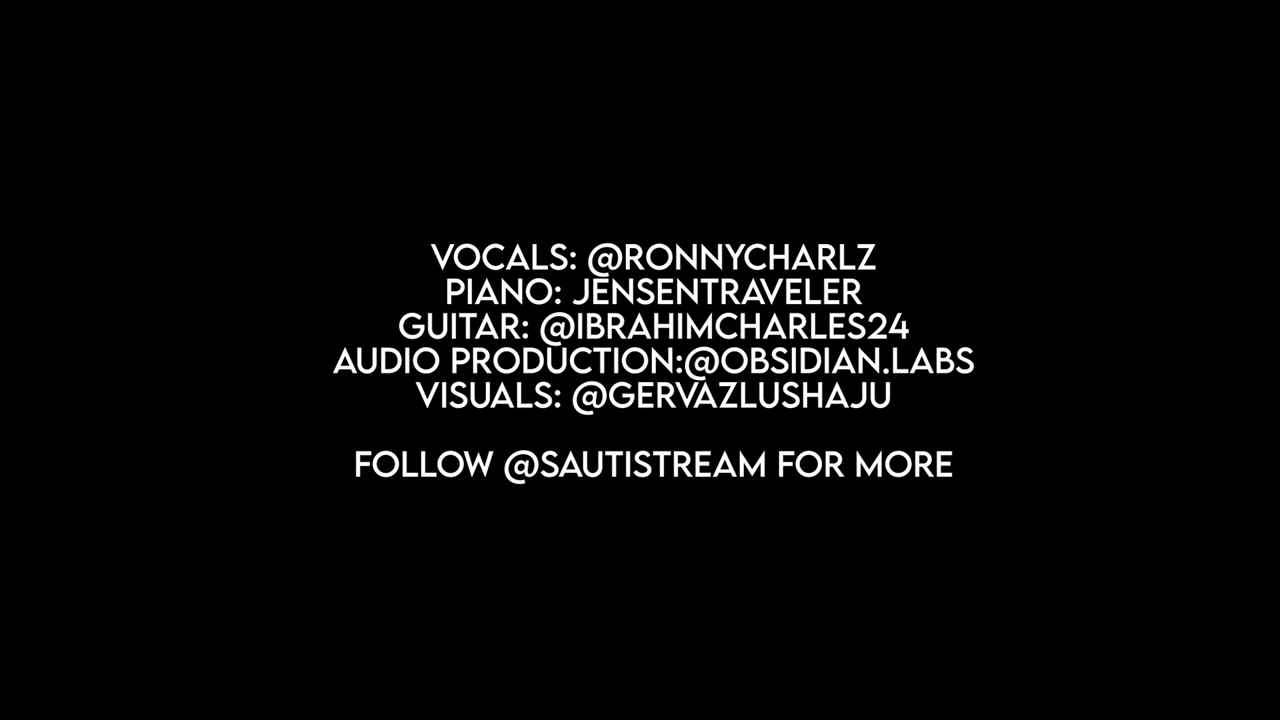 VOCALS: @RONNYCHARLZ
PIANO: JENSENTRAVELER
GUITAR: @IBRAHIMCHARLES24
AUDIO PRODUCTION:@OBSIDIAN.LABS
VISUALS: @GERVAZLUSHAJU
FOLLOW @SAUTISTREAM FOR MORE